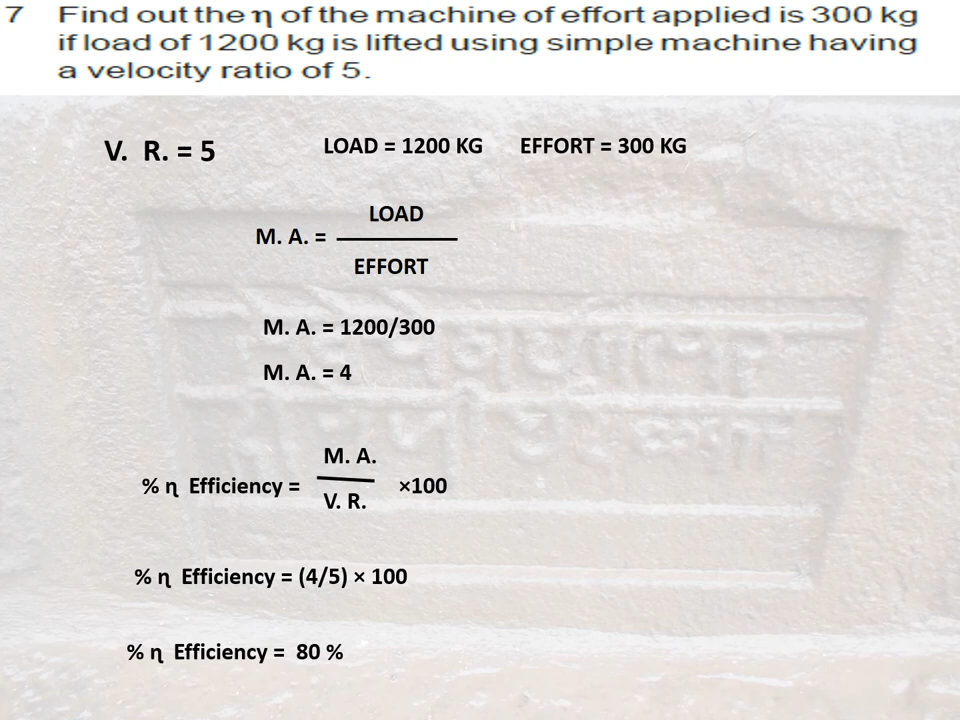 7 Find out the η of the machine of effort applied is 300 kg
if load of 1200 kg is lifted using simple machine having
a velocity ratio of 5.
V. R. = 5 LOAD = 1200 KG EFFORT = 300 KG
LOAD
M. A. =
EFFORT
M. A. = 1200/300
M. A. = 4
M. A.
% η Efficiency = ×100
V. R.
% η Efficiency = (4/5) × 100
% η Efficiency = 80 %